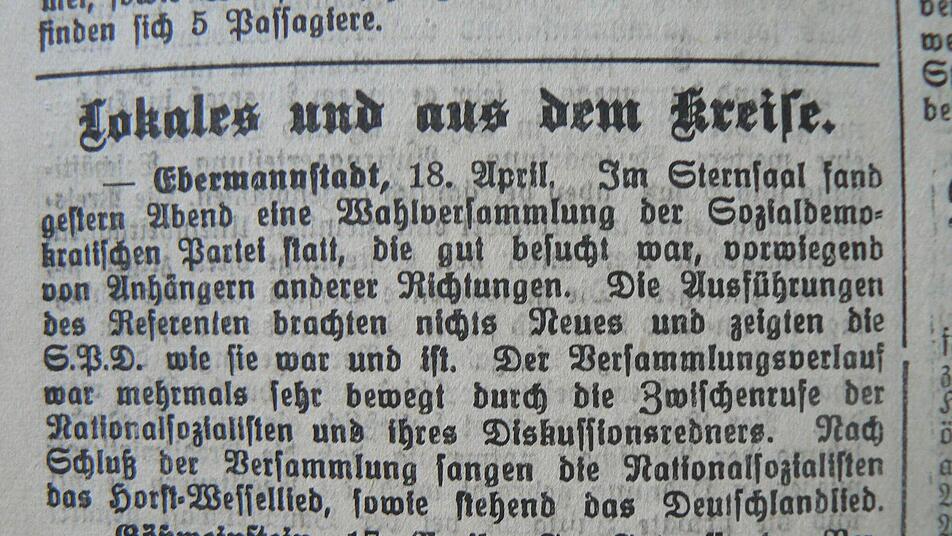 finden sich 5 Passagiere.
Lokales und aus dem Kreise.
— Ebermannstadt, 18. April. Im Sternsaal fand
gestern Abend eine Wahlversammlung der Sozialdemo-
kratischen Partei statt, die gut besucht war, vorwiegend
von Anhängern anderer Richtungen. Die Ausführungen
des Referenten brachten nichts Neues und zeigten die
S.P.D. wie sie war und ist. Der Versammlungsverlauf
war mehrmals sehr bewegt durch die Zwischenrufe der
Nationalsozialisten und ihres Diskussionsredners. Nach
Schluß der Versammlung sangen die Nationalsozialisten
das Horst-Wessellied, sowie stehend das Deutschlandlied.